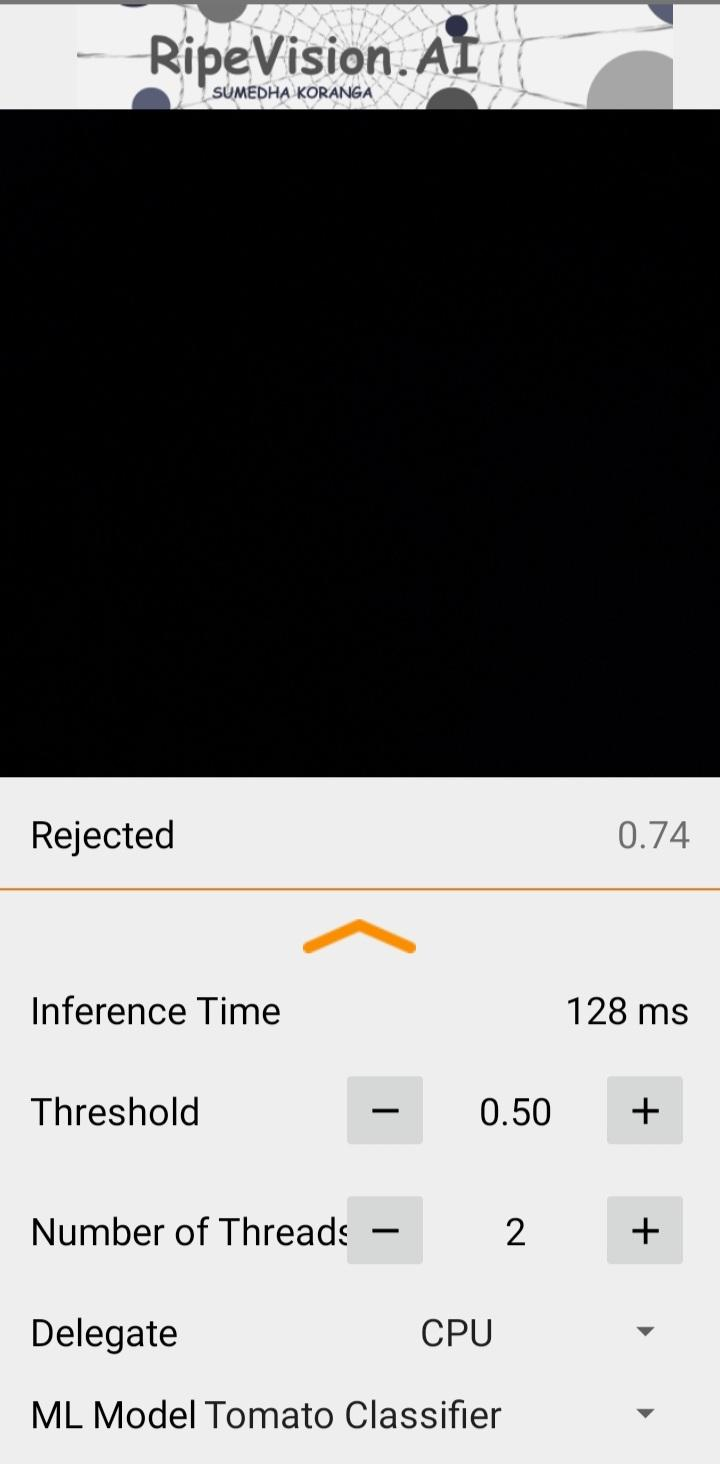 RipeVision.AI
SUMEDHA KORANGA
Rejected 0.74
Inference Time 128 ms
Threshold − 0.50 +
Number of Threads − 2 +
Delegate CPU
ML Model Tomato Classifier